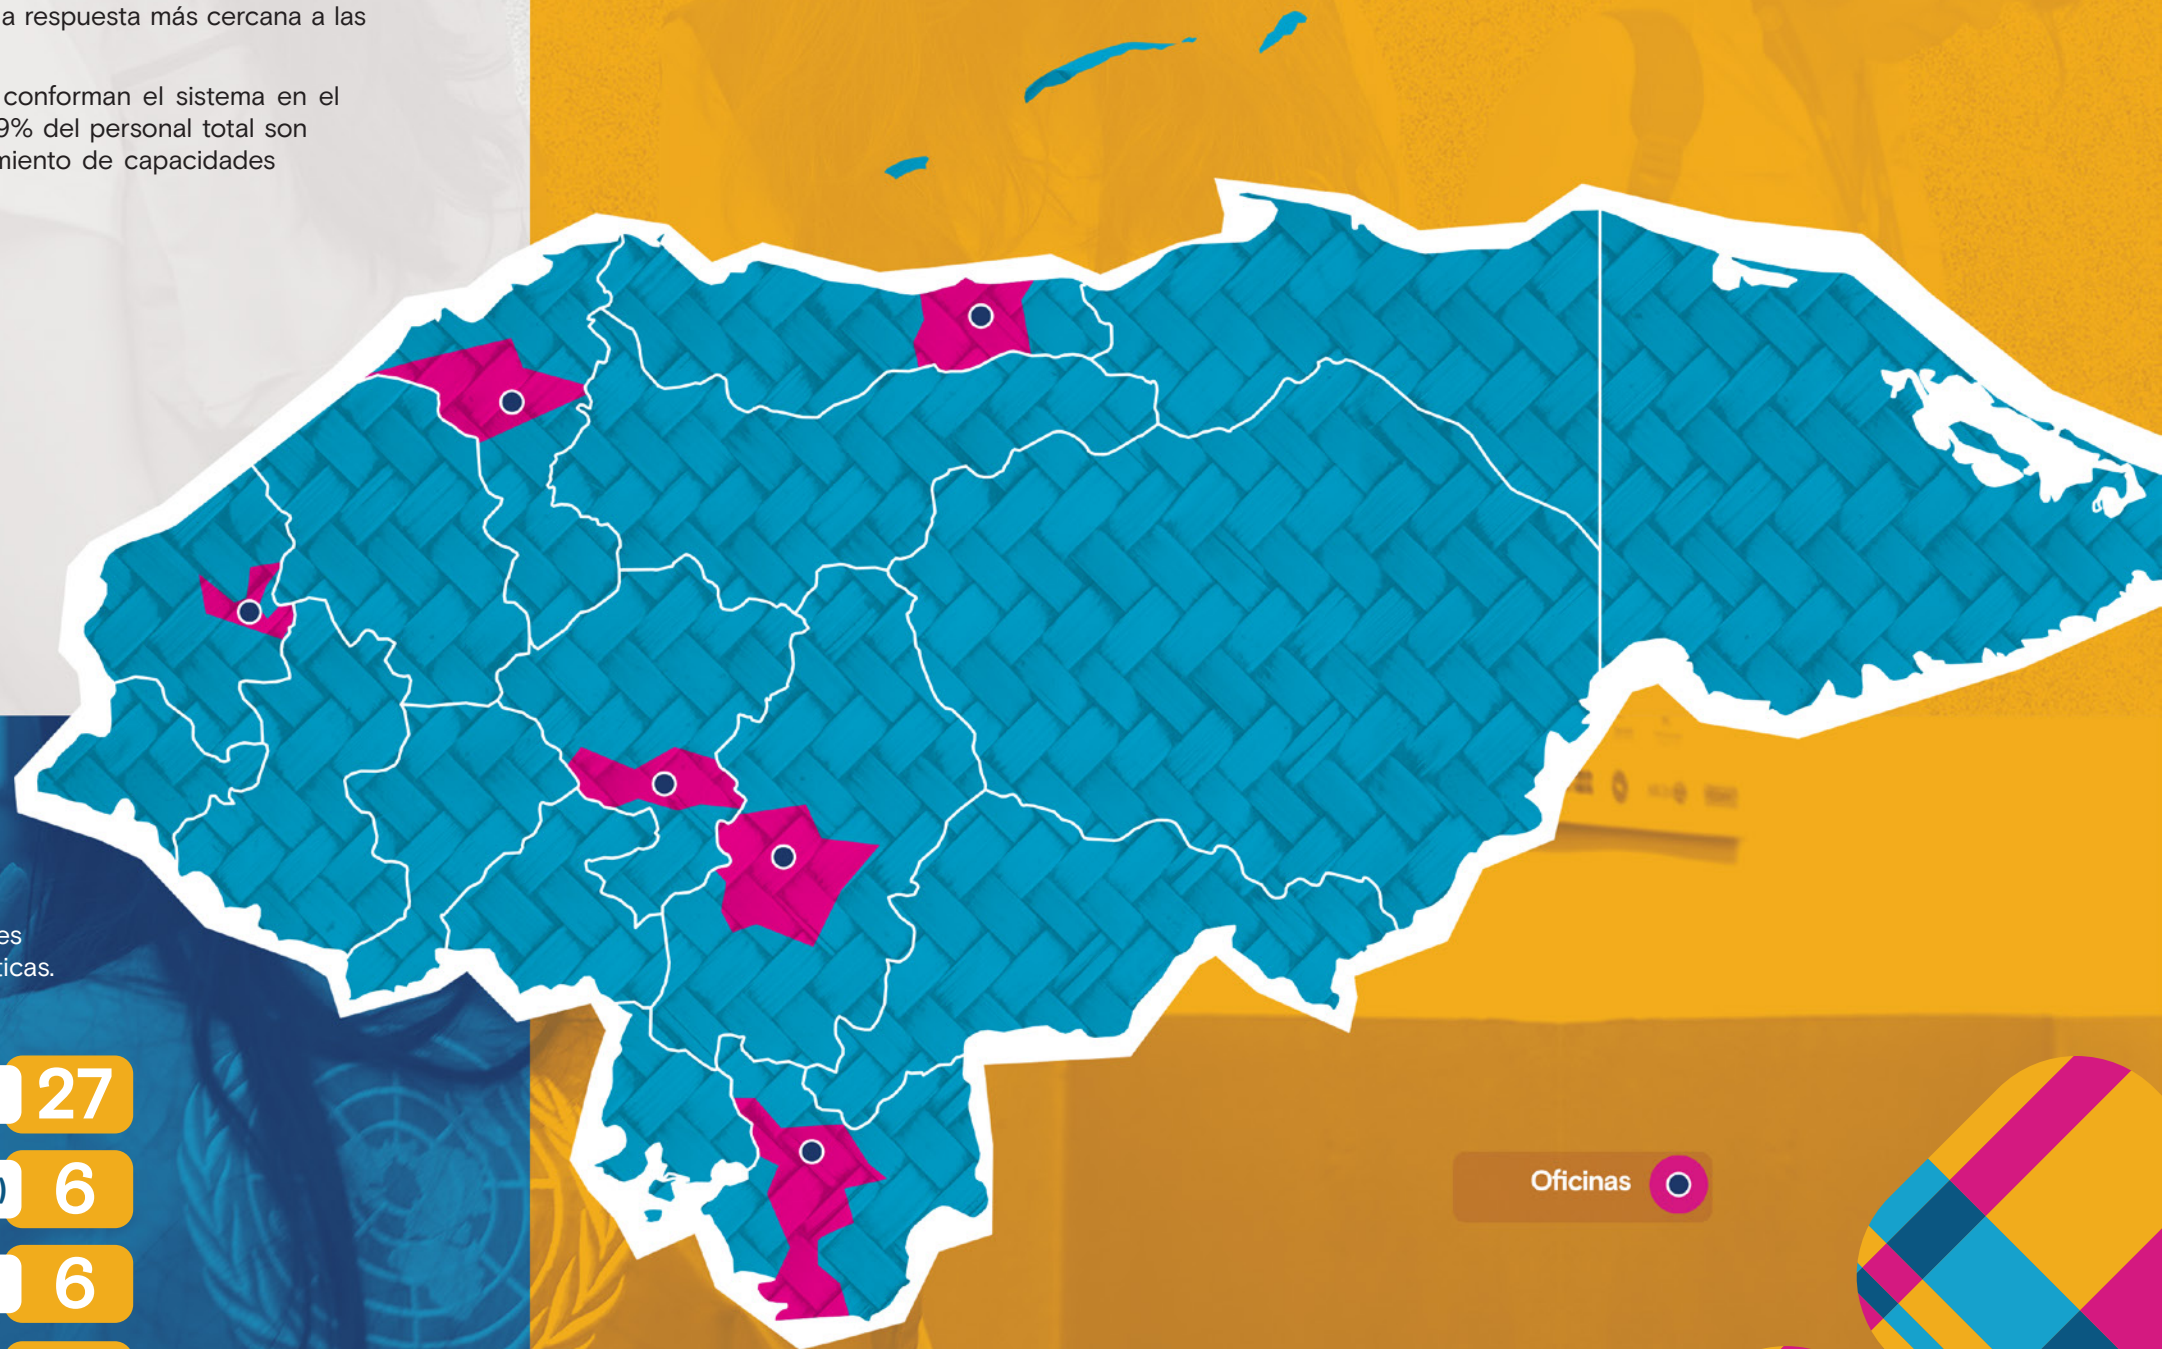 a respuesta más cercana a las
conforman el sistema en el
9% del personal total son
miento de capacidades
es
ticas.
27
6
6
Oficinas